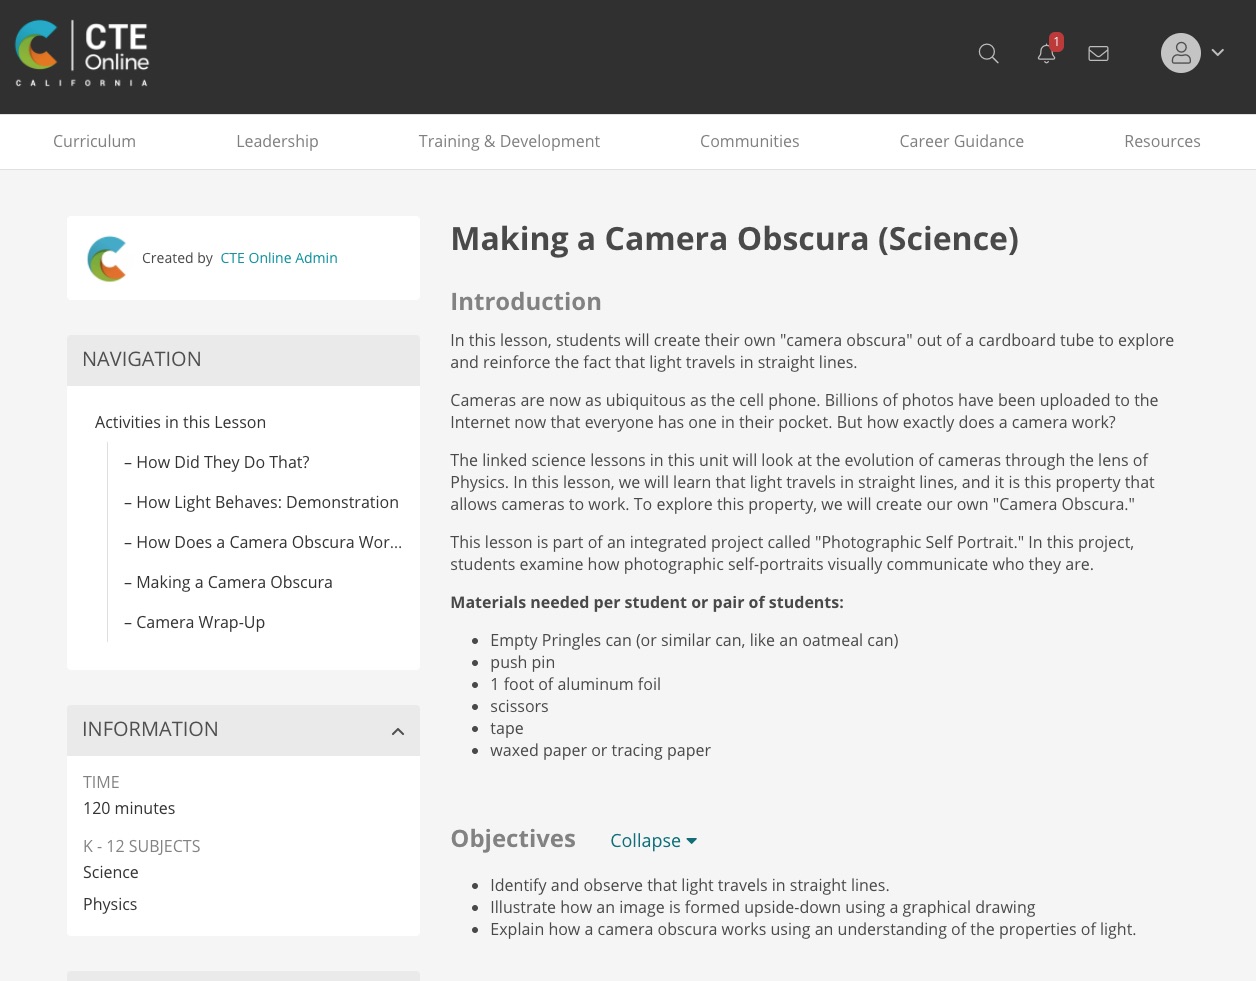 CTE
Online
CALIFORNIA
1
Curriculum
Leadership
Training & Development
Communities
Career Guidance
Resources
Created by CTE Online Admin
NAVIGATION
Activities in this Lesson
– How Did They Do That?
– How Light Behaves: Demonstration
– How Does a Camera Obscura Wor...
– Making a Camera Obscura
– Camera Wrap-Up
INFORMATION
TIME
120 minutes
K - 12 SUBJECTS
Science
Physics
Making a Camera Obscura (Science)
Introduction
In this lesson, students will create their own "camera obscura" out of a cardboard tube to explore
and reinforce the fact that light travels in straight lines.
Cameras are now as ubiquitous as the cell phone. Billions of photos have been uploaded to the
Internet now that everyone has one in their pocket. But how exactly does a camera work?
The linked science lessons in this unit will look at the evolution of cameras through the lens of
Physics. In this lesson, we will learn that light travels in straight lines, and it is this property that
allows cameras to work. To explore this property, we will create our own "Camera Obscura."
This lesson is part of an integrated project called "Photographic Self Portrait." In this project,
students examine how photographic self-portraits visually communicate who they are.
Materials needed per student or pair of students:
• Empty Pringles can (or similar can, like an oatmeal can)
• push pin
• 1 foot of aluminum foil
• scissors
• tape
• waxed paper or tracing paper
Objectives Collapse
• Identify and observe that light travels in straight lines.
• Illustrate how an image is formed upside-down using a graphical drawing
• Explain how a camera obscura works using an understanding of the properties of light.